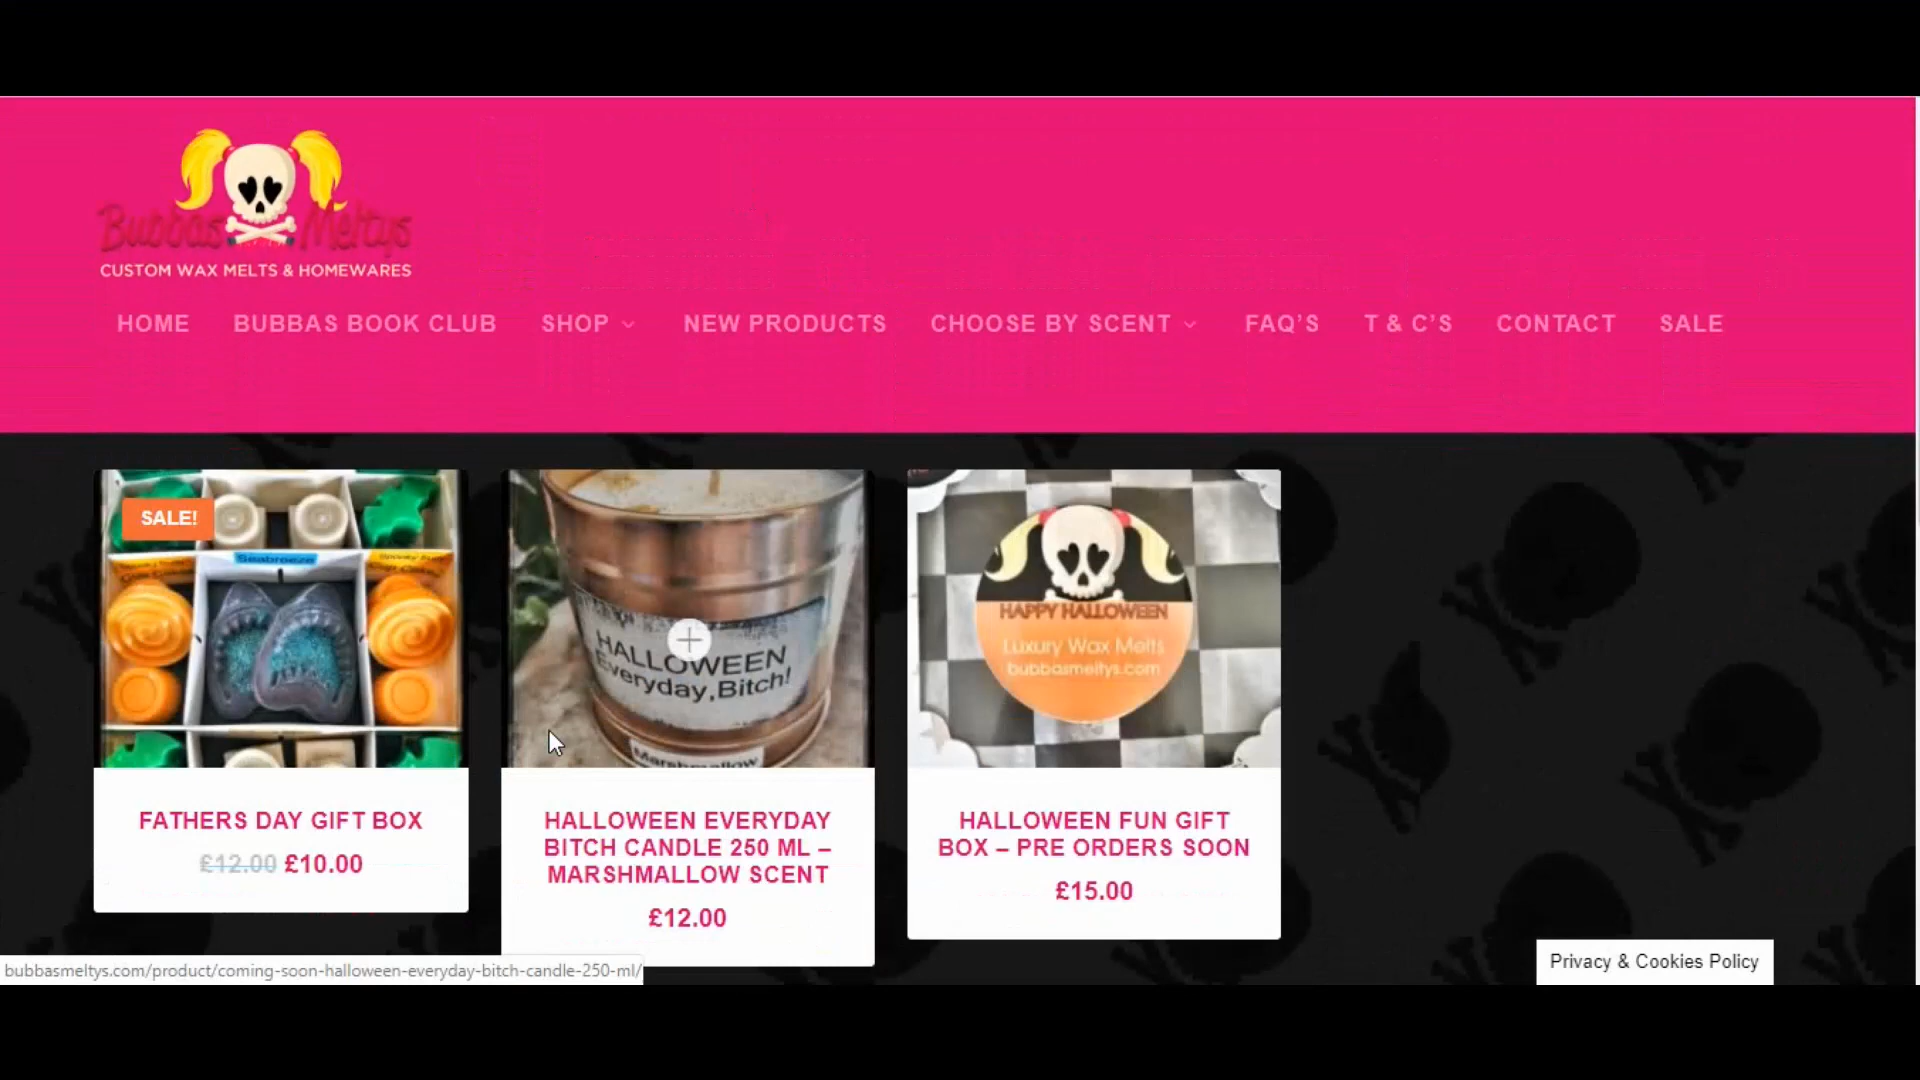 Bubbas Meltys
CUSTOM WAX MELTS & HOMEWARES
HOME BUBBAS BOOK CLUB SHOP NEW PRODUCTS CHOOSE BY SCENT FAQ'S T & C'S CONTACT SALE
SALE!
Seabreeze
HALLOWEEN
Everyday,Bitch!
Marshmallow
HAPPY HALLOWEEN
Luxury Wax Melts
bubbasmeltys.com
FATHERS DAY GIFT BOX
£12.00 £10.00
HALLOWEEN EVERYDAY
BITCH CANDLE 250 ML –
MARSHMALLOW SCENT
£12.00
HALLOWEEN FUN GIFT
BOX – PRE ORDERS SOON
£15.00
bubbasmeltys.com/product/coming-soon-halloween-everyday-bitch-candle-250-ml/
Privacy & Cookies Policy